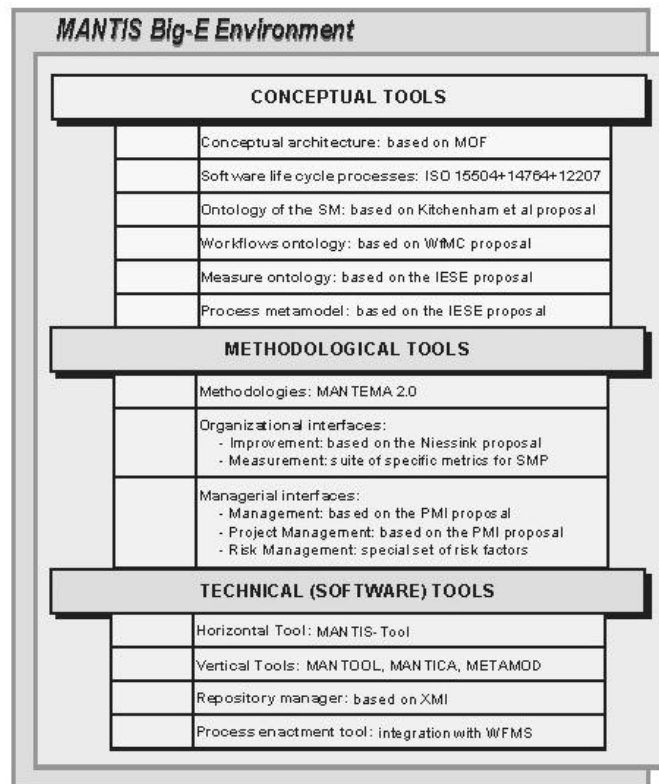 MANTIS Big-E Environment
CONCEPTUAL TOOLS
Conceptual architecture: based on MOF
Software life cycle processes: ISO 15504+14764+12207
Ontology of the SM: based on Kitchenham et al proposal
Workflows ontology: based on WfMC proposal
Measure ontology: based on the IESE proposal
Process metamodel: based on the IESE proposal
METHODOLOGICAL TOOLS
Methodologies: MANTEMA 2.0
Organizational interfaces:
- Improvement: based on the Niessink proposal
- Measurement: suite of specific metrics for SMP
Managerial interfaces:
- Management: based on the PMI proposal
- Project Management: based on the PMI proposal
- Risk Management: special set of risk factors
TECHNICAL (SOFTWARE) TOOLS
Horizontal Tool: MANTIS-Tool
Vertical Tools: MANTOOL, MANTICA, METAMOD
Repository manager: based on XMI
Process enactment tool: integration with WFMS